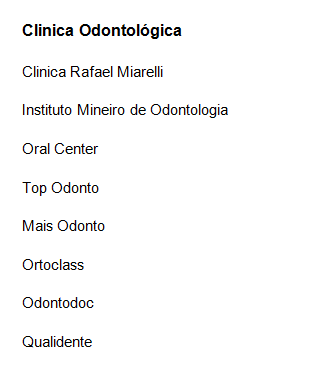 Clinica Odontológica
Clinica Rafael Miarelli
Instituto Mineiro de Odontologia
Oral Center
Top Odonto
Mais Odonto
Ortoclass
Odontodoc
Qualidente